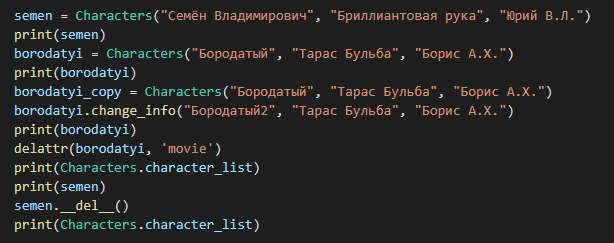 semen = Characters("Семён Владимирович", "Бриллиантовая рука", "Юрий В.Л.")
print(semen)
borodatyi = Characters("Бородатый", "Тарас Бульба", "Борис А.Х.")
print(borodatyi)
borodatyi_copy = Characters("Бородатый", "Тарас Бульба", "Борис А.Х.")
borodatyi.change_info("Бородатый2", "Тарас Бульба", "Борис А.Х.")
print(borodatyi)
delattr(borodatyi, 'movie')
print(Characters.character_list)
print(semen)
semen.__del__()
print(Characters.character_list)